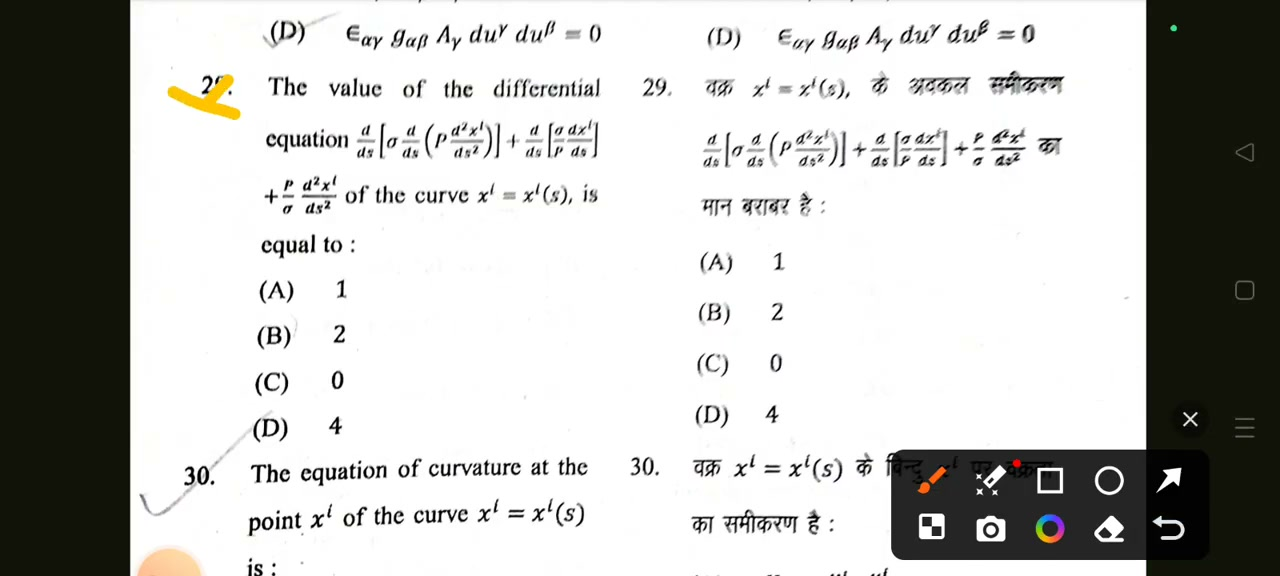 (D) ∈αγ gαβ Aγ duᵞ duᵝ = 0
29. The value of the differential
equation d/ds [σ d/ds (ρ d²xⁱ/ds²)] + d/ds [σ/ρ dxⁱ/ds]
+ ρ/σ d²xⁱ/ds² of the curve xⁱ = xⁱ(s), is
equal to :
(A) 1
(B) 2
(C) 0
(D) 4
30. The equation of curvature at the
point xⁱ of the curve xⁱ = xⁱ(s)
is :
(D) ∈αγ gαβ Aγ duᵞ duᵝ = 0
29. वक्र xⁱ = xⁱ(s), के अवकल समीकरण
d/ds [σ d/ds (ρ d²xⁱ/ds²)] + d/ds [σ/ρ dxⁱ/ds] + ρ/σ d²xⁱ/ds² का
मान बराबर है :
(A) 1
(B) 2
(C) 0
(D) 4
30. वक्र xⁱ = xⁱ(s) के बिन्दु xⁱ पर वक्रता
का समीकरण है :